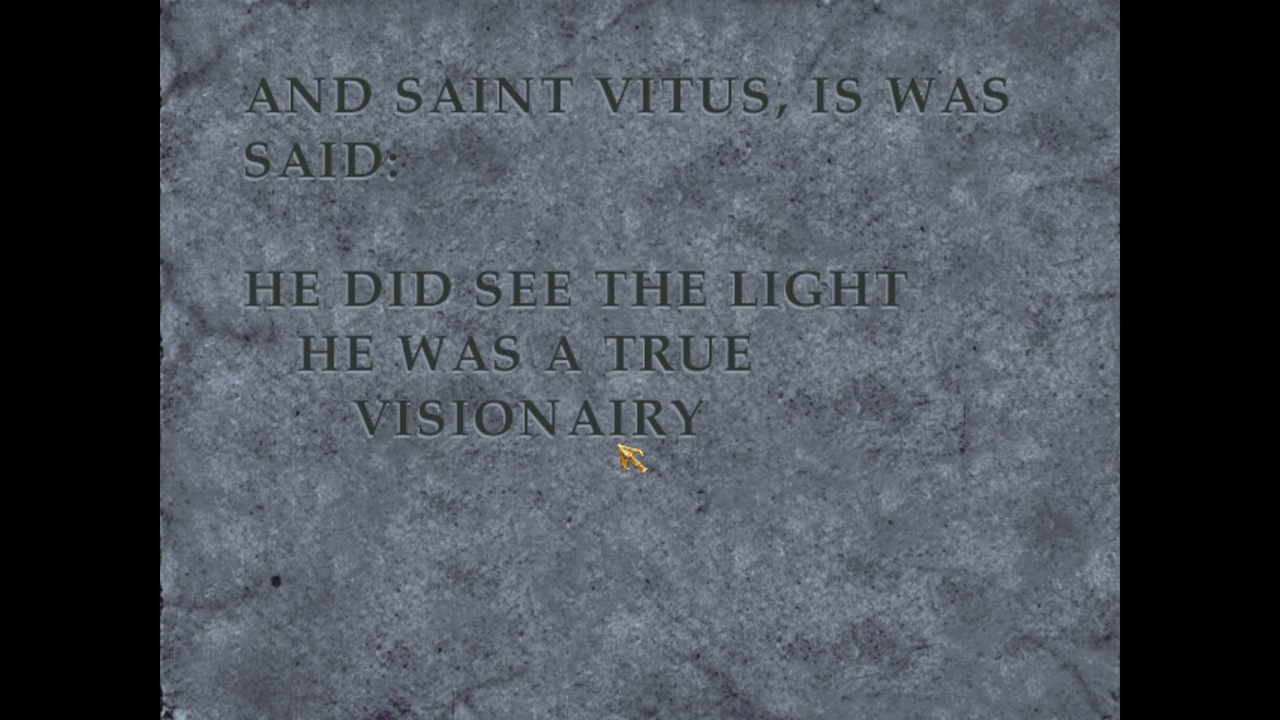 AND SAINT VITUS, IS WAS
SAID:
HE DID SEE THE LIGHT
HE WAS A TRUE
VISIONAIRY